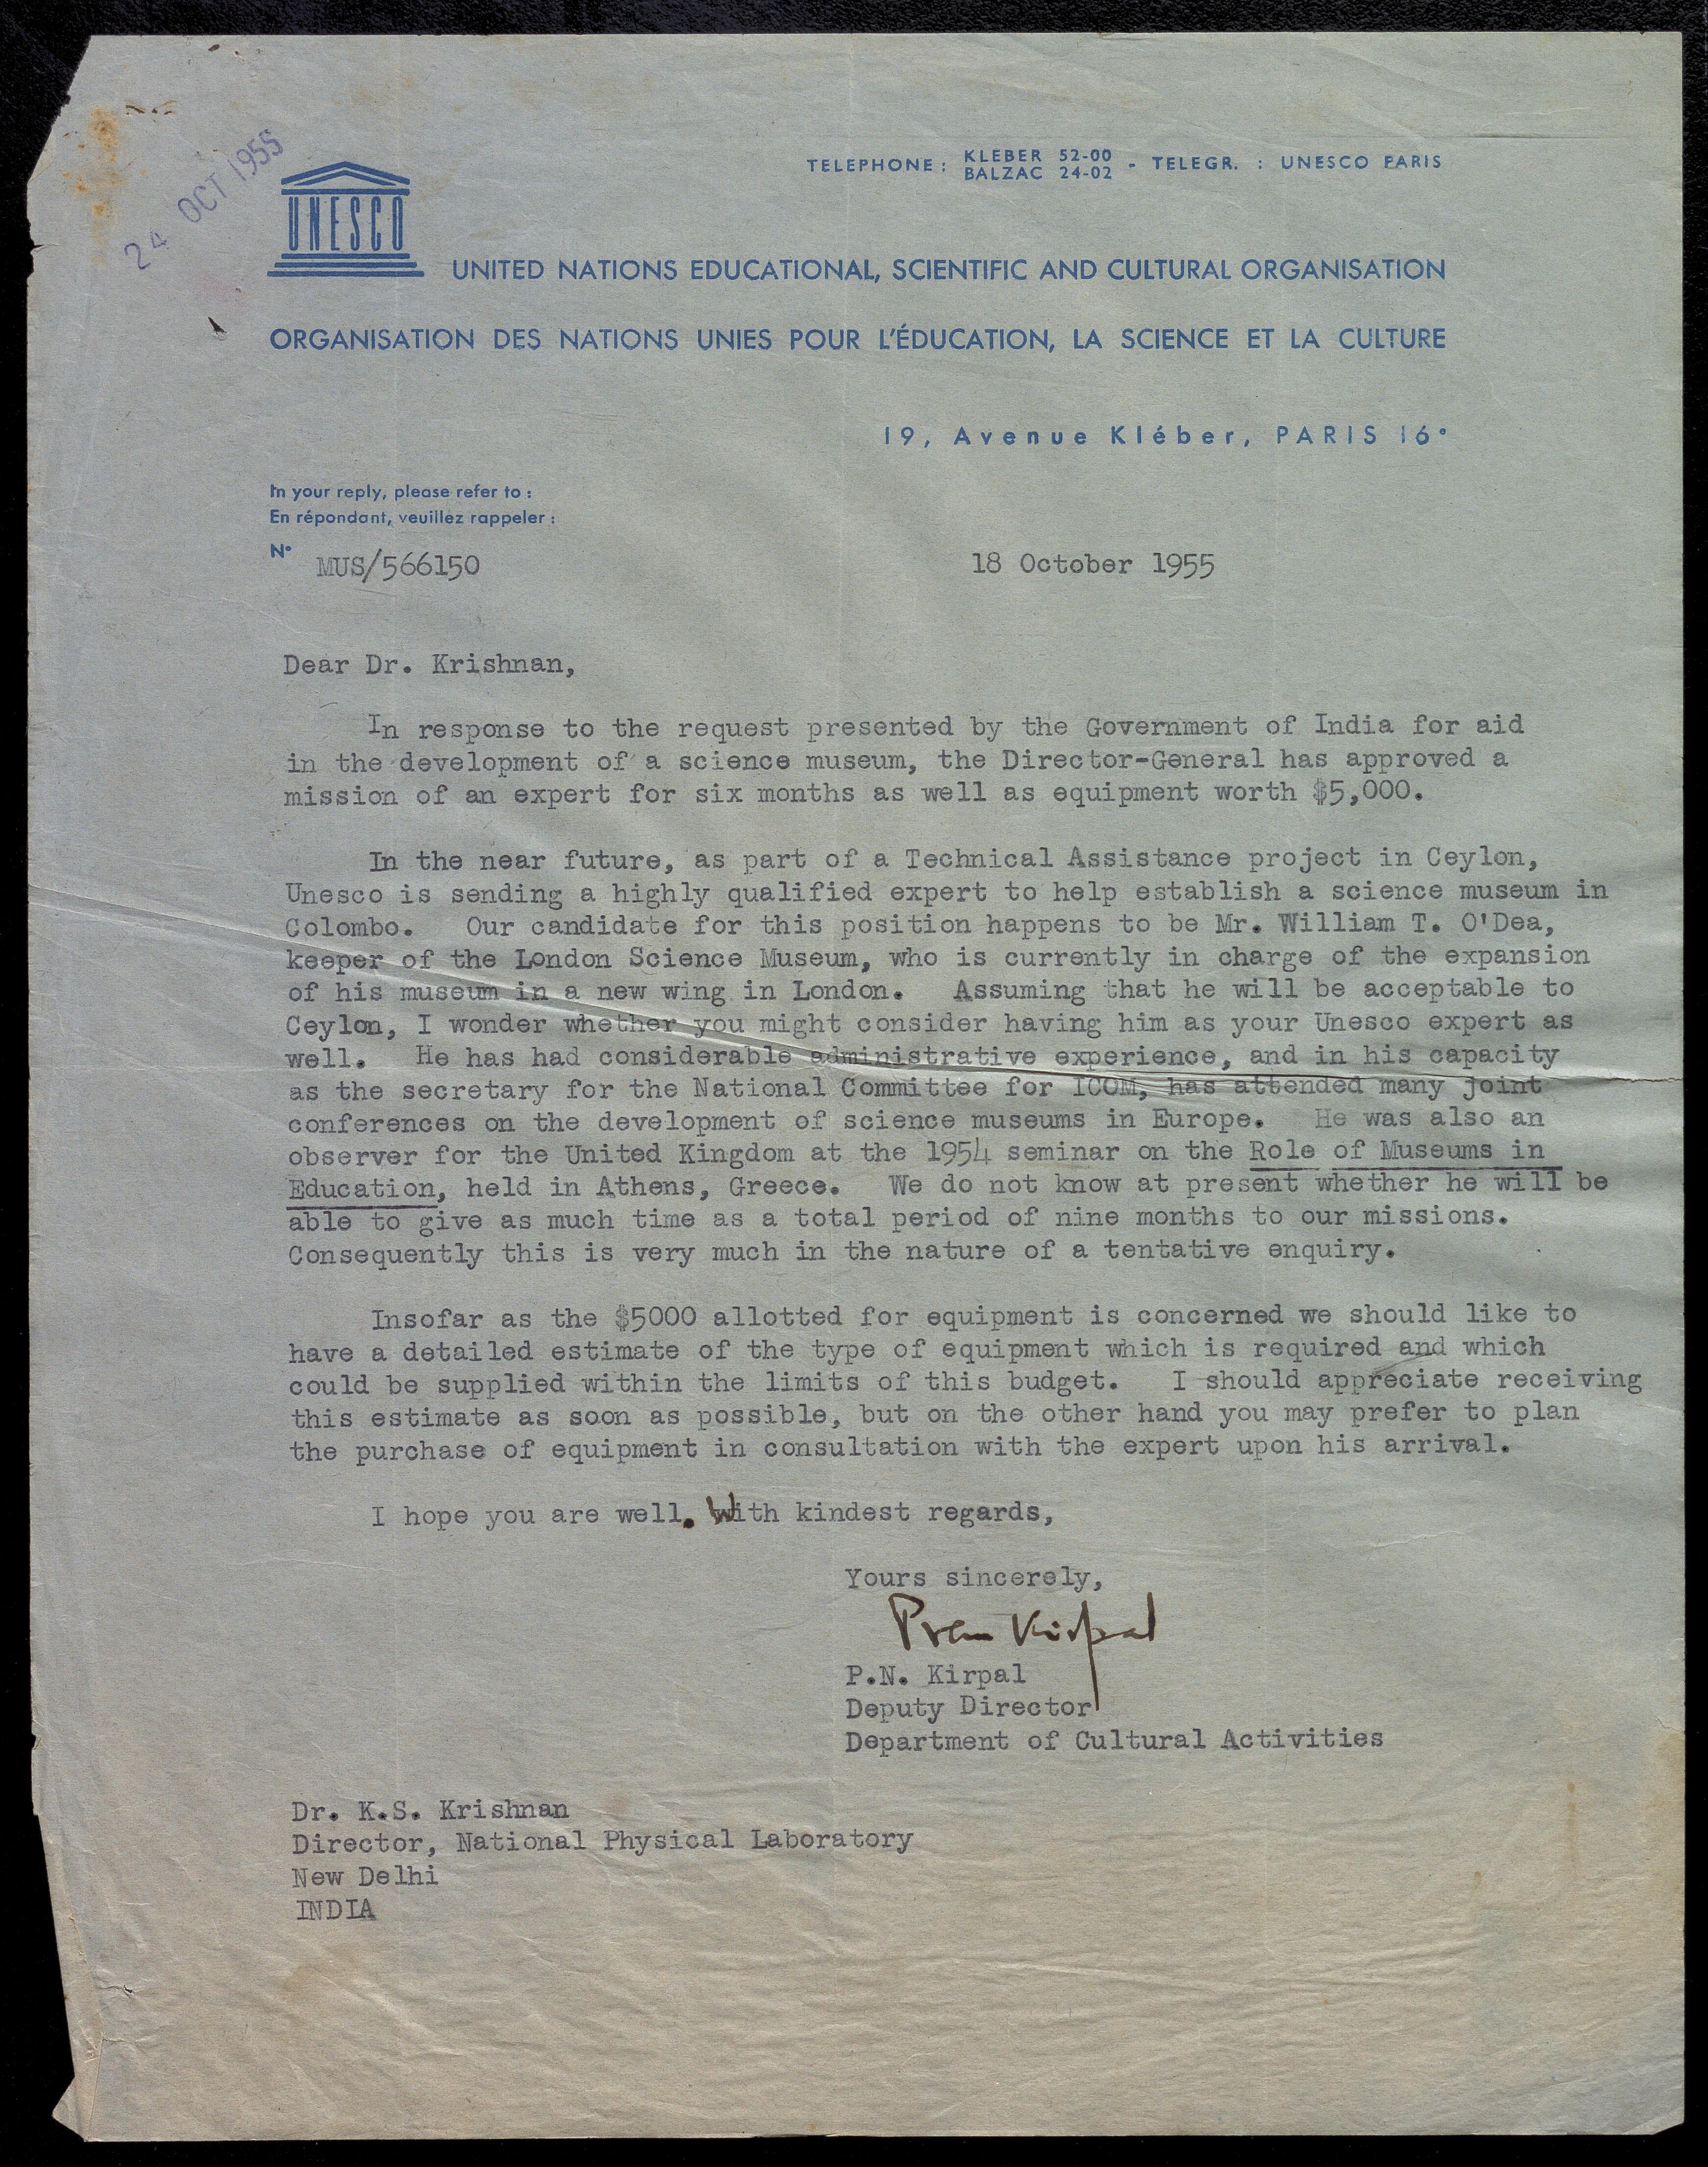 24 OCT 1955
TELEPHONE : KLEBER 52-00 BALZAC 24-02 - TELEGR. : UNESCO PARIS
UNESCO
UNITED NATIONS EDUCATIONAL, SCIENTIFIC AND CULTURAL ORGANISATION
ORGANISATION DES NATIONS UNIES POUR L'ÉDUCATION, LA SCIENCE ET LA CULTURE
19, Avenue Kléber, PARIS 16e
In your reply, please refer to :
En répondant, veuillez rappeler :
N° MUS/566150
18 October 1955
Dear Dr. Krishnan,
In response to the request presented by the Government of India for aid
in the development of a science museum, the Director-General has approved a
mission of an expert for six months as well as equipment worth $5,000.
In the near future, as part of a Technical Assistance project in Ceylon,
Unesco is sending a highly qualified expert to help establish a science museum in
Colombo. Our candidate for this position happens to be Mr. William T. O'Dea,
keeper of the London Science Museum, who is currently in charge of the expansion
of his museum in a new wing in London. Assuming that he will be acceptable to
Ceylon, I wonder whether you might consider having him as your Unesco expert as
well. He has had considerable administrative experience, and in his capacity
as the secretary for the National Committee for ICOM, has attended many joint
conferences on the development of science museums in Europe. He was also an
observer for the United Kingdom at the 1954 seminar on the Role of Museums in
Education, held in Athens, Greece. We do not know at present whether he will be
able to give as much time as a total period of nine months to our missions.
Consequently this is very much in the nature of a tentative enquiry.
Insofar as the $5000 allotted for equipment is concerned we should like to
have a detailed estimate of the type of equipment which is required and which
could be supplied within the limits of this budget. I should appreciate receiving
this estimate as soon as possible, but on the other hand you may prefer to plan
the purchase of equipment in consultation with the expert upon his arrival.
I hope you are well. With kindest regards,
Yours sincerely,
Prem Kirpal
P.N. Kirpal
Deputy Director
Department of Cultural Activities
Dr. K.S. Krishnan
Director, National Physical Laboratory
New Delhi
INDIA